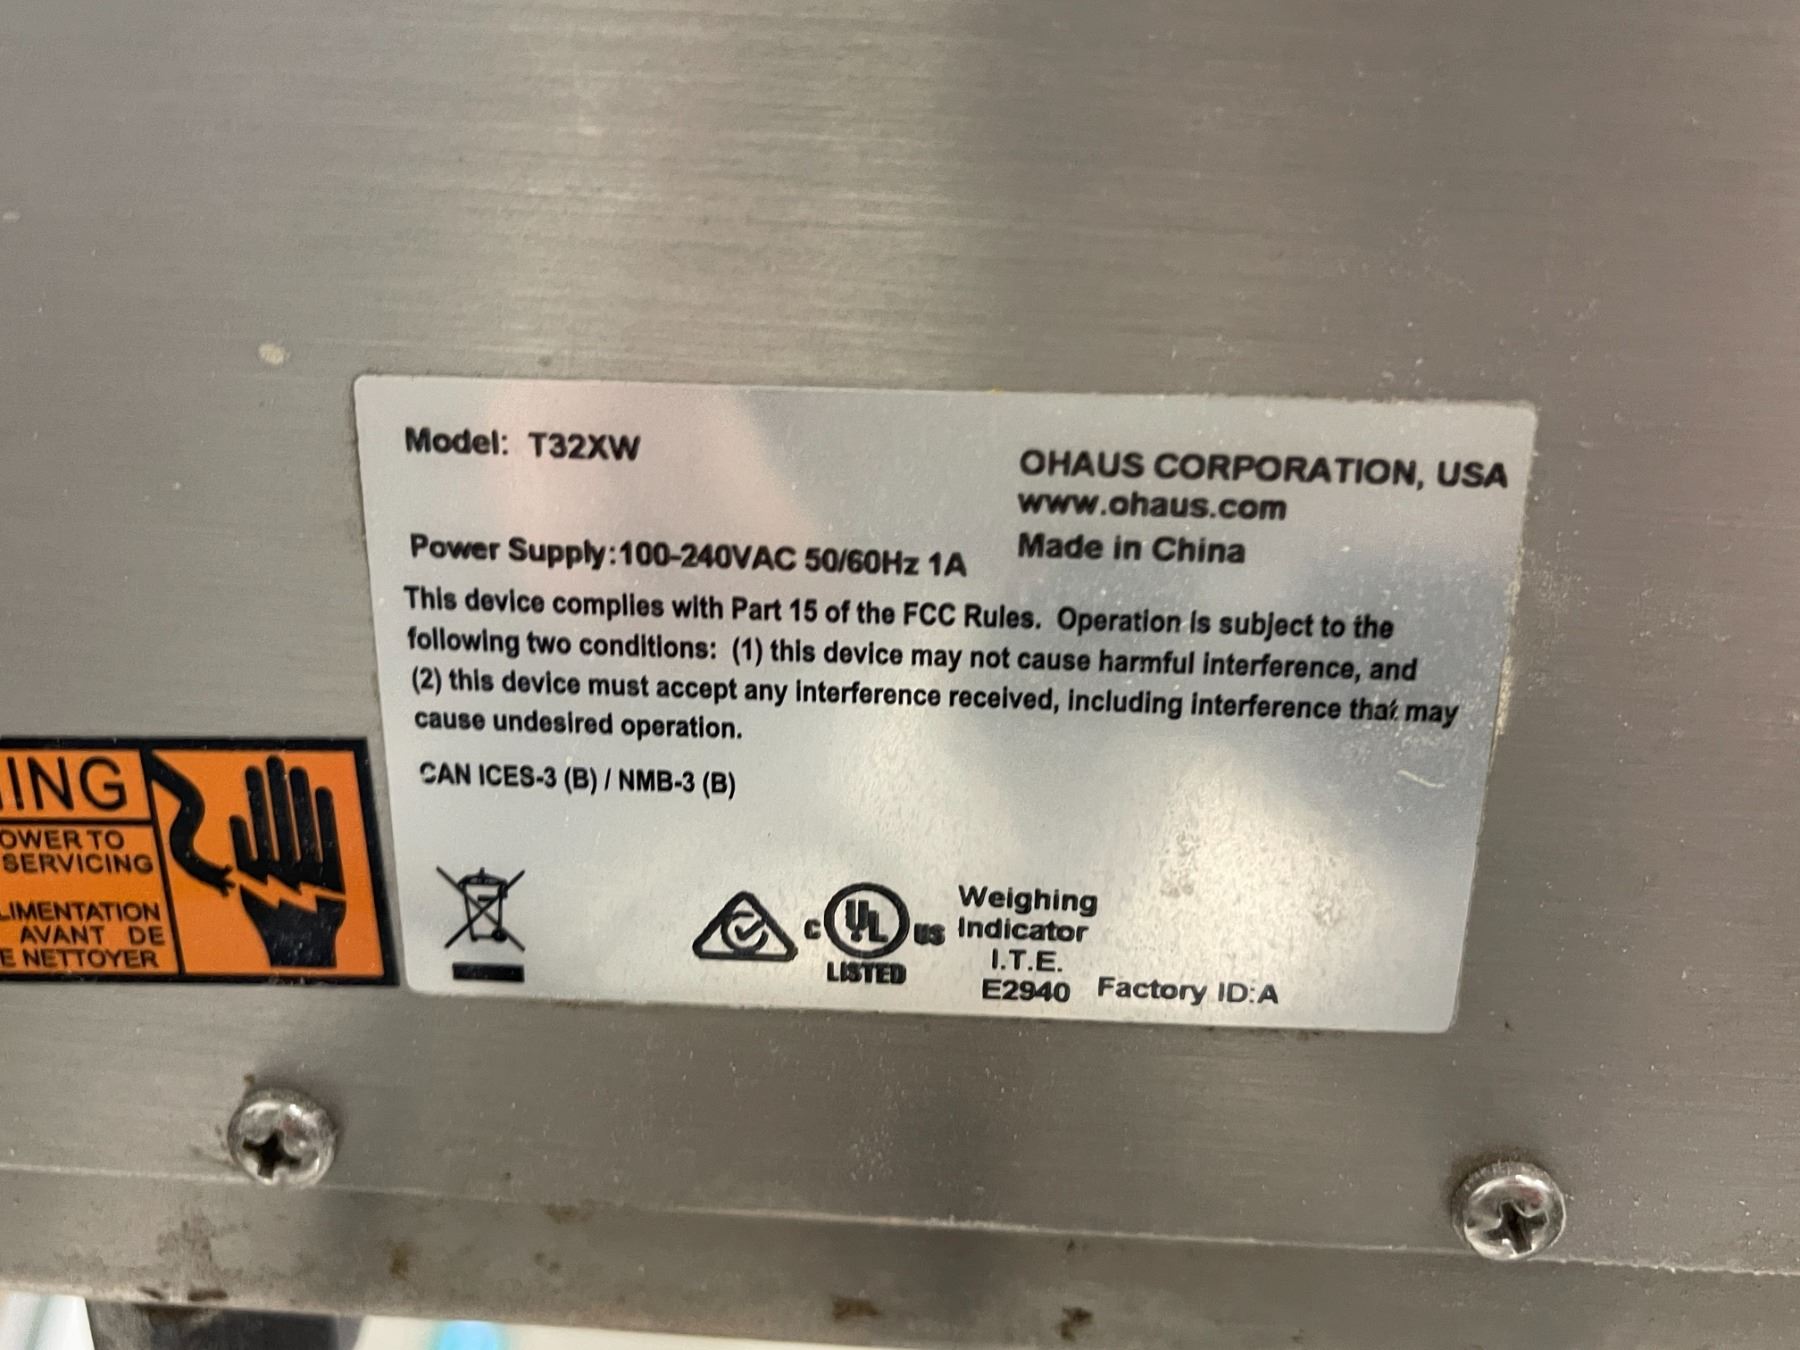 Model: T32XW
OHAUS CORPORATION, USA
www.ohaus.com
Made in China
Power Supply:100-240VAC 50/60Hz 1A
This device complies with Part 15 of the FCC Rules. Operation is subject to the
following two conditions: (1) this device may not cause harmful interference, and
(2) this device must accept any interference received, including interference that may
cause undesired operation.
CAN ICES-3 (B) / NMB-3 (B)
ING
OWER TO
SERVICING
LIMENTATION
AVANT DE
E NETTOYER
C UL US
LISTED
Weighing
Indicator
I.T.E.
E2940 Factory ID:A